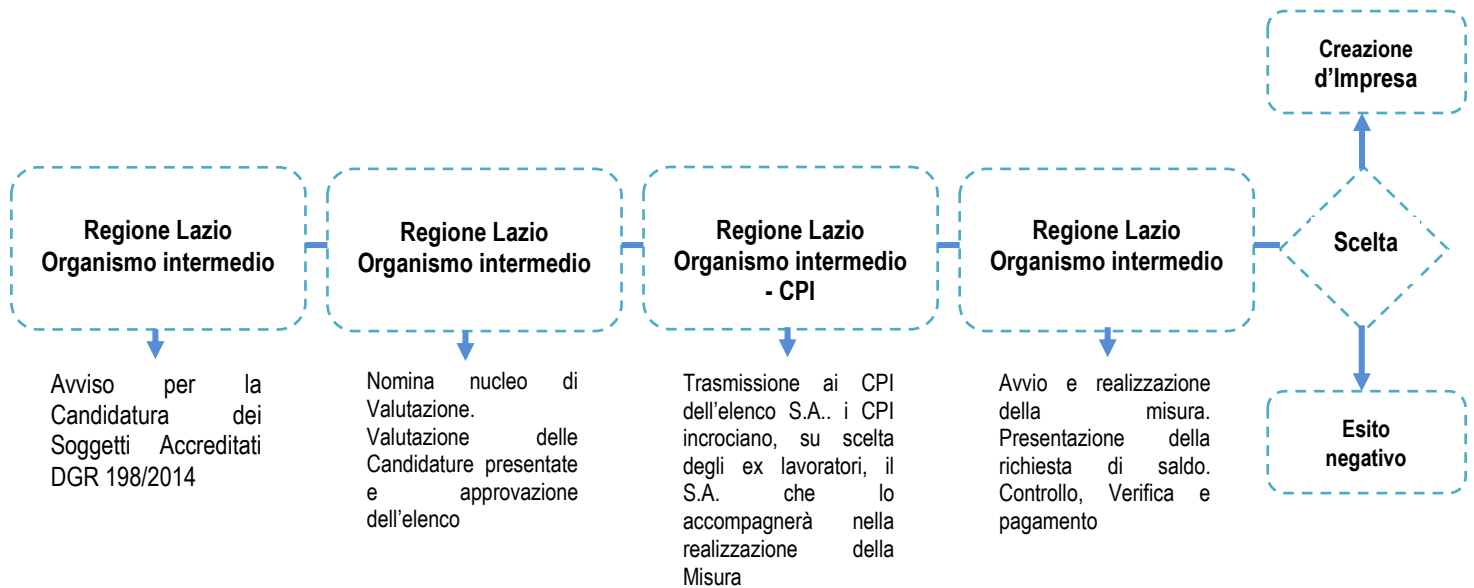 Creazione
d’Impresa
Regione Lazio
Organismo intermedio
Regione Lazio
Organismo intermedio
Regione Lazio
Organismo intermedio
- CPI
Regione Lazio
Organismo intermedio
Scelta
Avviso per la
Candidatura dei
Soggetti Accreditati
DGR 198/2014
Nomina nucleo di
Valutazione.
Valutazione delle
Candidature presentate
e approvazione
dell’elenco
Trasmissione ai CPI
dell’elenco S.A.. i CPI
incrociano, su scelta
degli ex lavoratori, il
S.A. che lo
accompagnerà nella
realizzazione della
Misura
Avvio e realizzazione
della misura.
Presentazione della
richiesta di saldo.
Controllo, Verifica e
pagamento
Esito
negativo